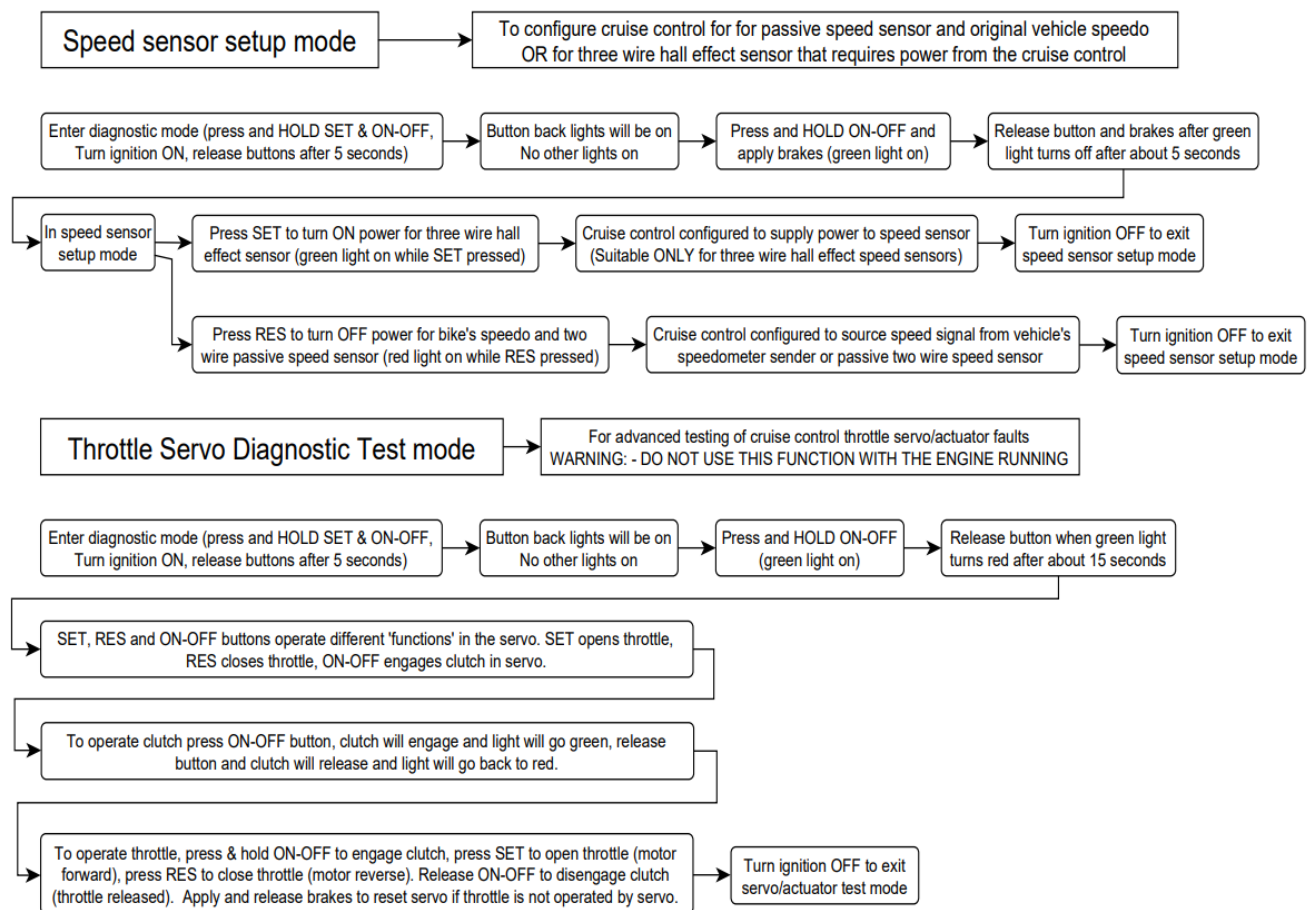 Speed sensor setup mode
To configure cruise control for for passive speed sensor and original vehicle speedo
OR for three wire hall effect sensor that requires power from the cruise control
Enter diagnostic mode (press and HOLD SET & ON-OFF,
Turn ignition ON, release buttons after 5 seconds)
Button back lights will be on
No other lights on
Press and HOLD ON-OFF and
apply brakes (green light on)
Release button and brakes after green
light turns off after about 5 seconds
In speed sensor
setup mode
Press SET to turn ON power for three wire hall
effect sensor (green light on while SET pressed)
Cruise control configured to supply power to speed sensor
(Suitable ONLY for three wire hall effect speed sensors)
Turn ignition OFF to exit
speed sensor setup mode
Press RES to turn OFF power for bike's speedo and two
wire passive speed sensor (red light on while RES pressed)
Cruise control configured to source speed signal from vehicle's
speedometer sender or passive two wire speed sensor
Turn ignition OFF to exit
speed sensor setup mode
Throttle Servo Diagnostic Test mode
For advanced testing of cruise control throttle servo/actuator faults
WARNING: - DO NOT USE THIS FUNCTION WITH THE ENGINE RUNNING
Enter diagnostic mode (press and HOLD SET & ON-OFF,
Turn ignition ON, release buttons after 5 seconds)
Button back lights will be on
No other lights on
Press and HOLD ON-OFF
(green light on)
Release button when green light
turns red after about 15 seconds
SET, RES and ON-OFF buttons operate different 'functions' in the servo. SET opens throttle,
RES closes throttle, ON-OFF engages clutch in servo.
To operate clutch press ON-OFF button, clutch will engage and light will go green, release
button and clutch will release and light will go back to red.
To operate throttle, press & hold ON-OFF to engage clutch, press SET to open throttle (motor
forward), press RES to close throttle (motor reverse). Release ON-OFF to disengage clutch
(throttle released). Apply and release brakes to reset servo if throttle is not operated by servo.
Turn ignition OFF to exit
servo/actuator test mode